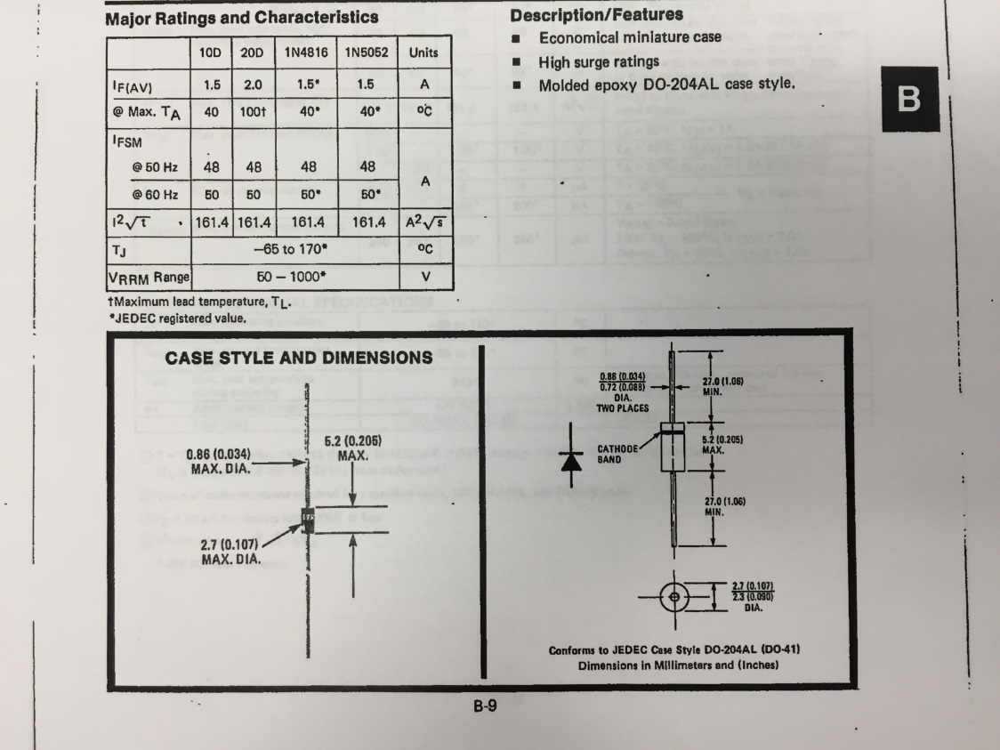 Major Ratings and Characteristics
10D 20D 1N4816 1N5052 Units
IF(AV) 1.5 2.0 1.5* 1.5 A
@ Max. TA 40 100† 40* 40* °C
IFSM
@ 50 Hz 48 48 48 48
A
@ 60 Hz 50 50 50* 50*
I²√t 161.4 161.4 161.4 161.4 A²√s
TJ –65 to 170* °C
VRRM Range 50 – 1000* V
†Maximum lead temperature, TL.
*JEDEC registered value.
Description/Features
■ Economical miniature case
■ High surge ratings
■ Molded epoxy DO-204AL case style.
B
CASE STYLE AND DIMENSIONS
0.86 (0.034)
MAX. DIA.
5.2 (0.205)
MAX.
2.7 (0.107)
MAX. DIA.
0.86 (0.034)
0.72 (0.088)
DIA.
TWO PLACES
27.0 (1.06)
MIN.
CATHODE
BAND
5.2 (0.205)
MAX.
27.0 (1.06)
MIN.
2.7 (0.107)
2.3 (0.090)
DIA.
Conforms to JEDEC Case Style DO-204AL (DO-41)
Dimensions in Millimeters and (Inches)
B-9